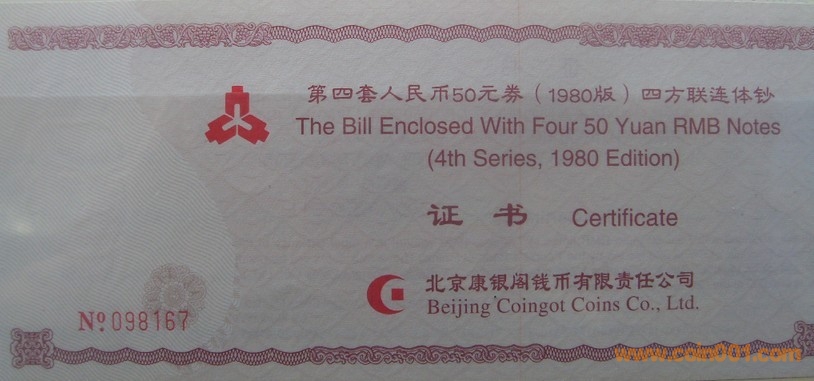 第四套人民币50元券（1980版）四方联连体钞
The Bill Enclosed With Four 50 Yuan RMB Notes
(4th Series, 1980 Edition)
证 书 Certificate
北京康银阁钱币有限责任公司
Beijing Coingot Coins Co., Ltd.
№ 098167
www.coin001.com